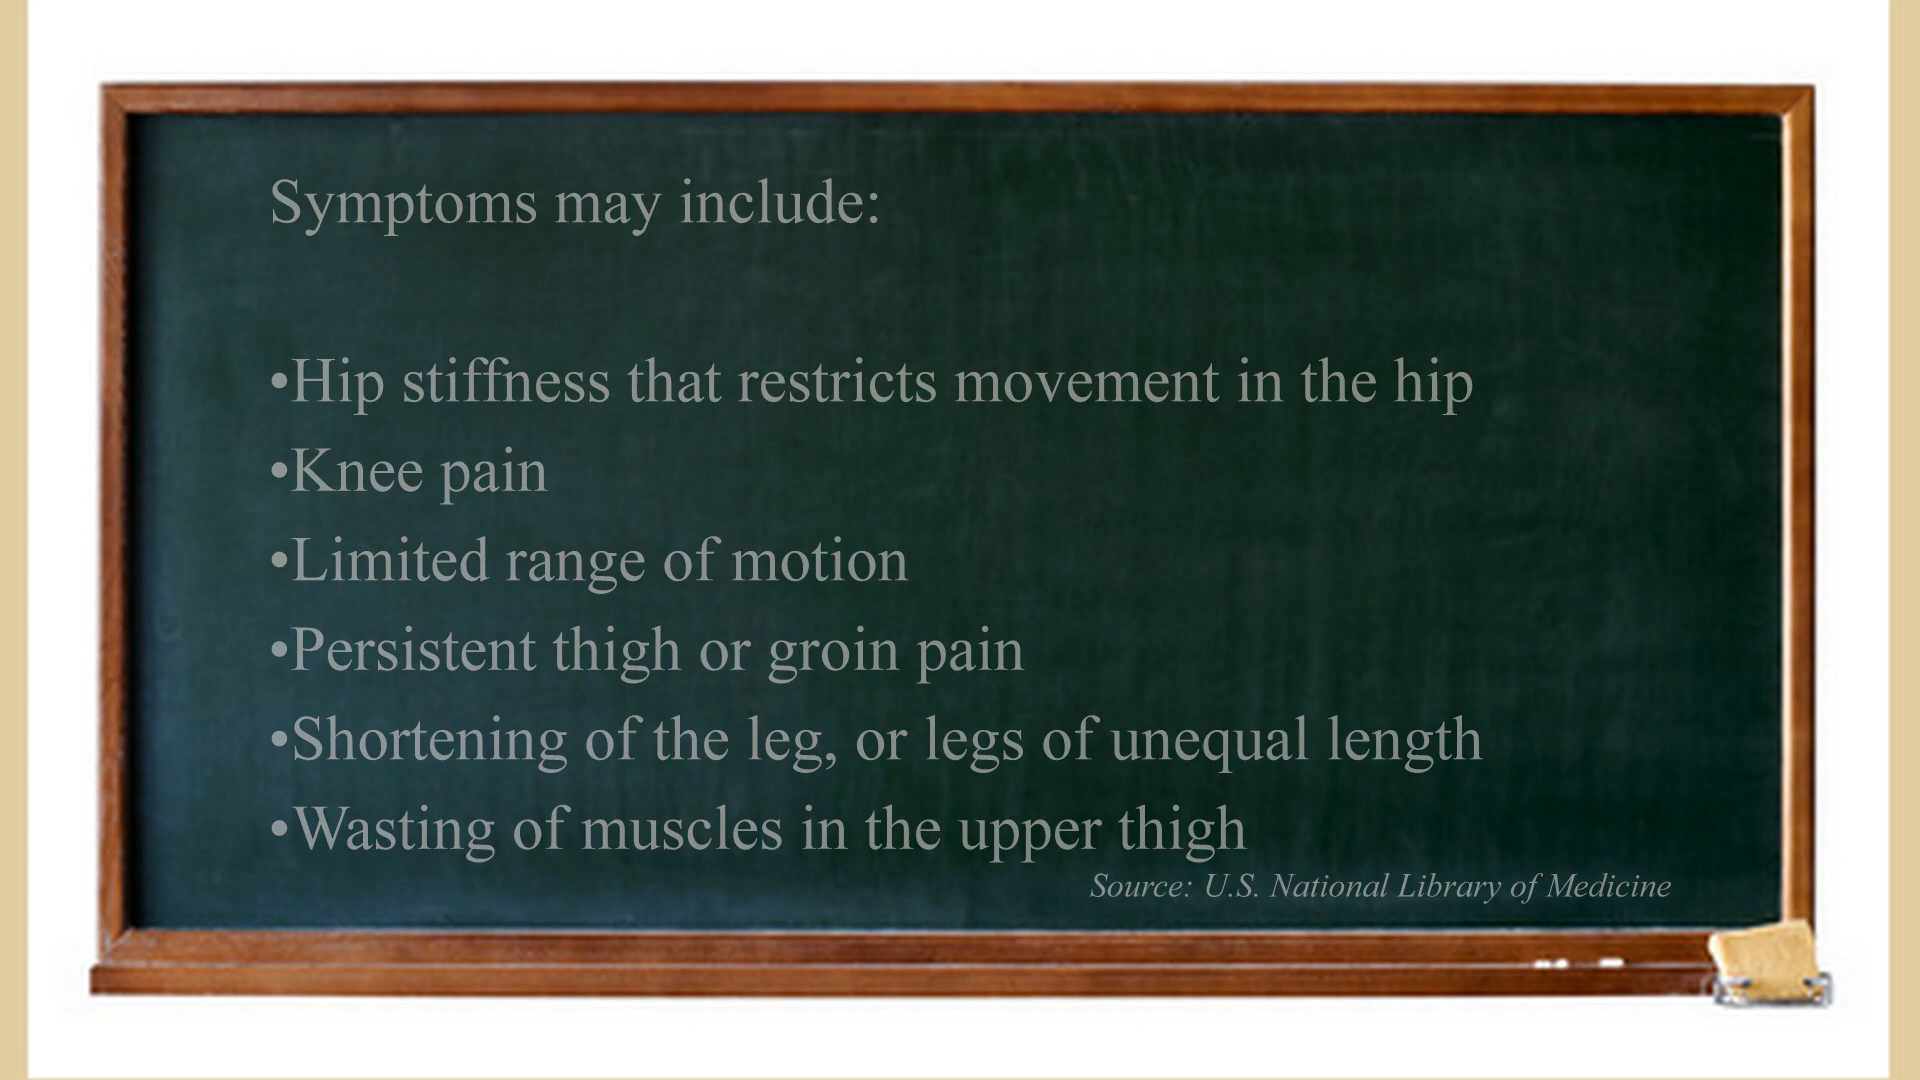 Symptoms may include:
•Hip stiffness that restricts movement in the hip
•Knee pain
•Limited range of motion
•Persistent thigh or groin pain
•Shortening of the leg, or legs of unequal length
•Wasting of muscles in the upper thigh
Source: U.S. National Library of Medicine